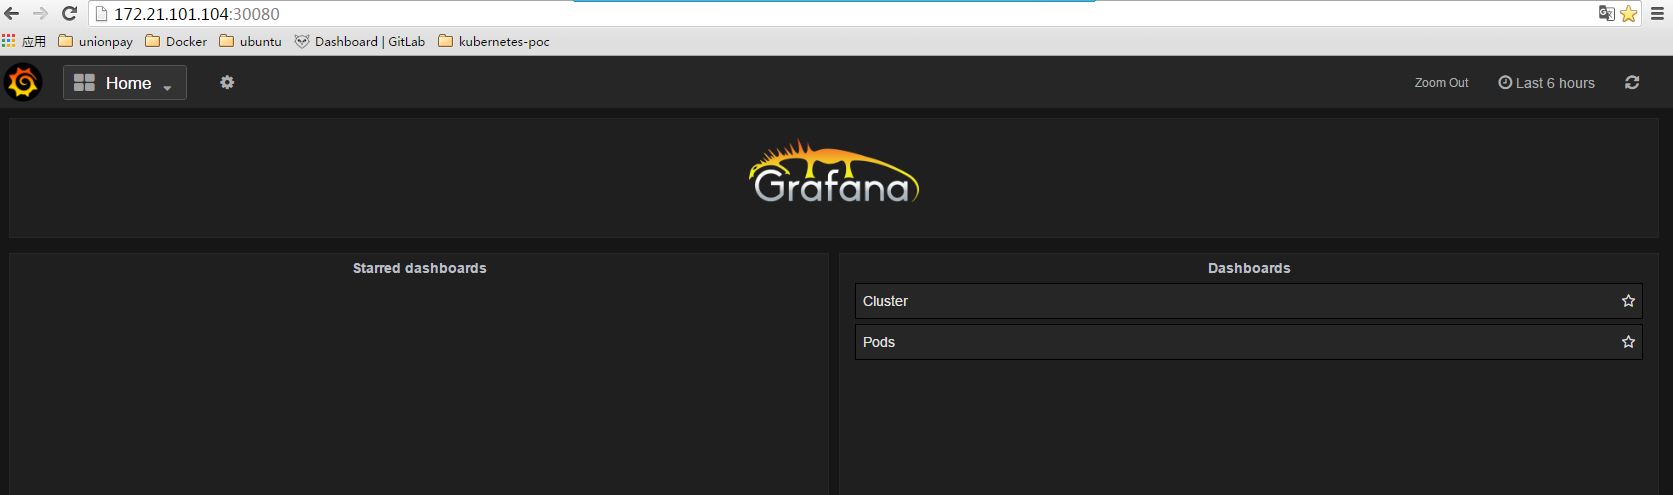 172.21.101.104:30080
应用 unionpay Docker ubuntu Dashboard | GitLab kubernetes-poc
Home Zoom Out Last 6 hours
Grafana
Starred dashboards
Dashboards
Cluster
Pods